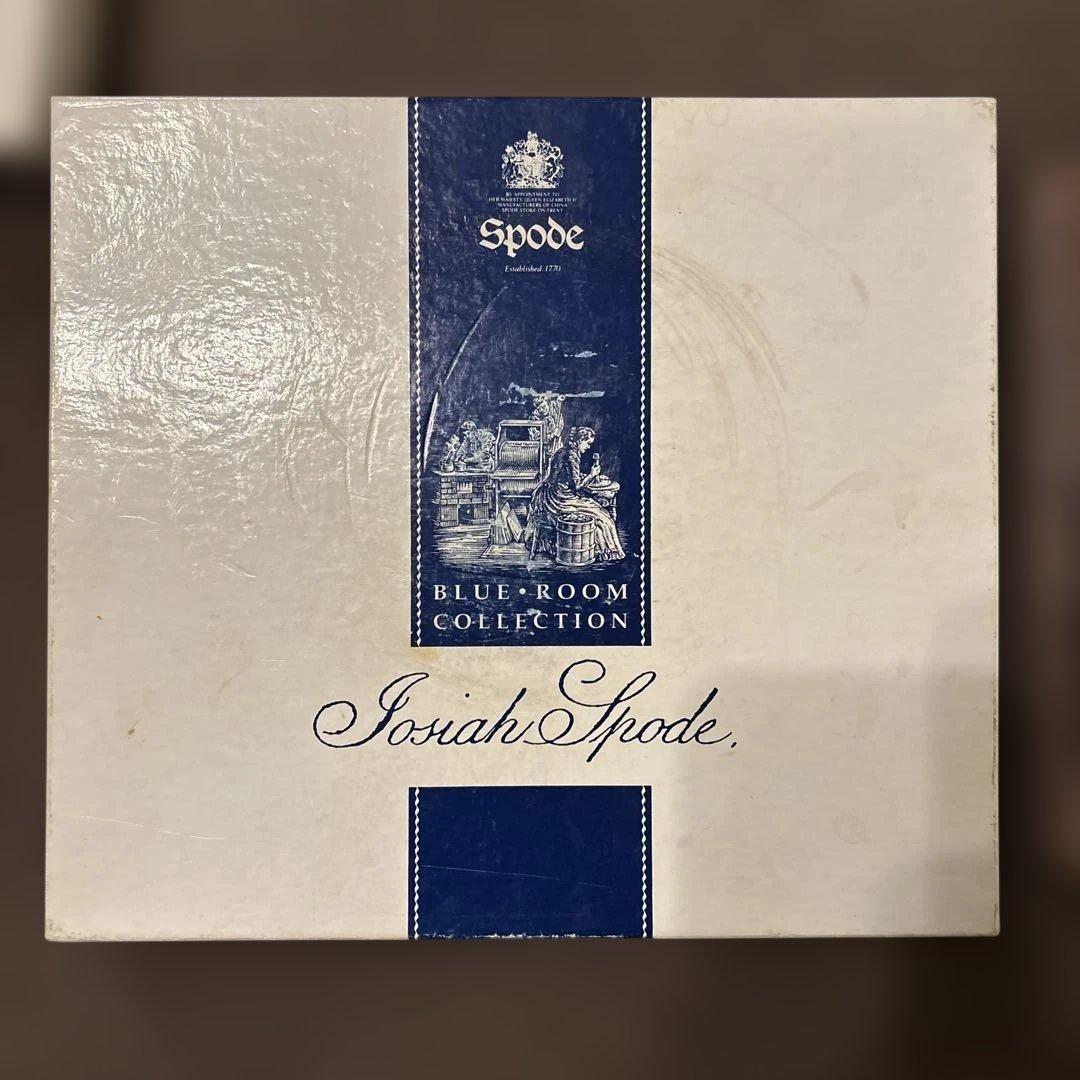 BY APPOINTMENT TO
HER MAJESTY QUEEN ELIZABETH II
MANUFACTURERS OF CHINA
SPODE STOKE ON TRENT
Spode
Established 1770
BLUE • ROOM
COLLECTION
Josiah Spode.